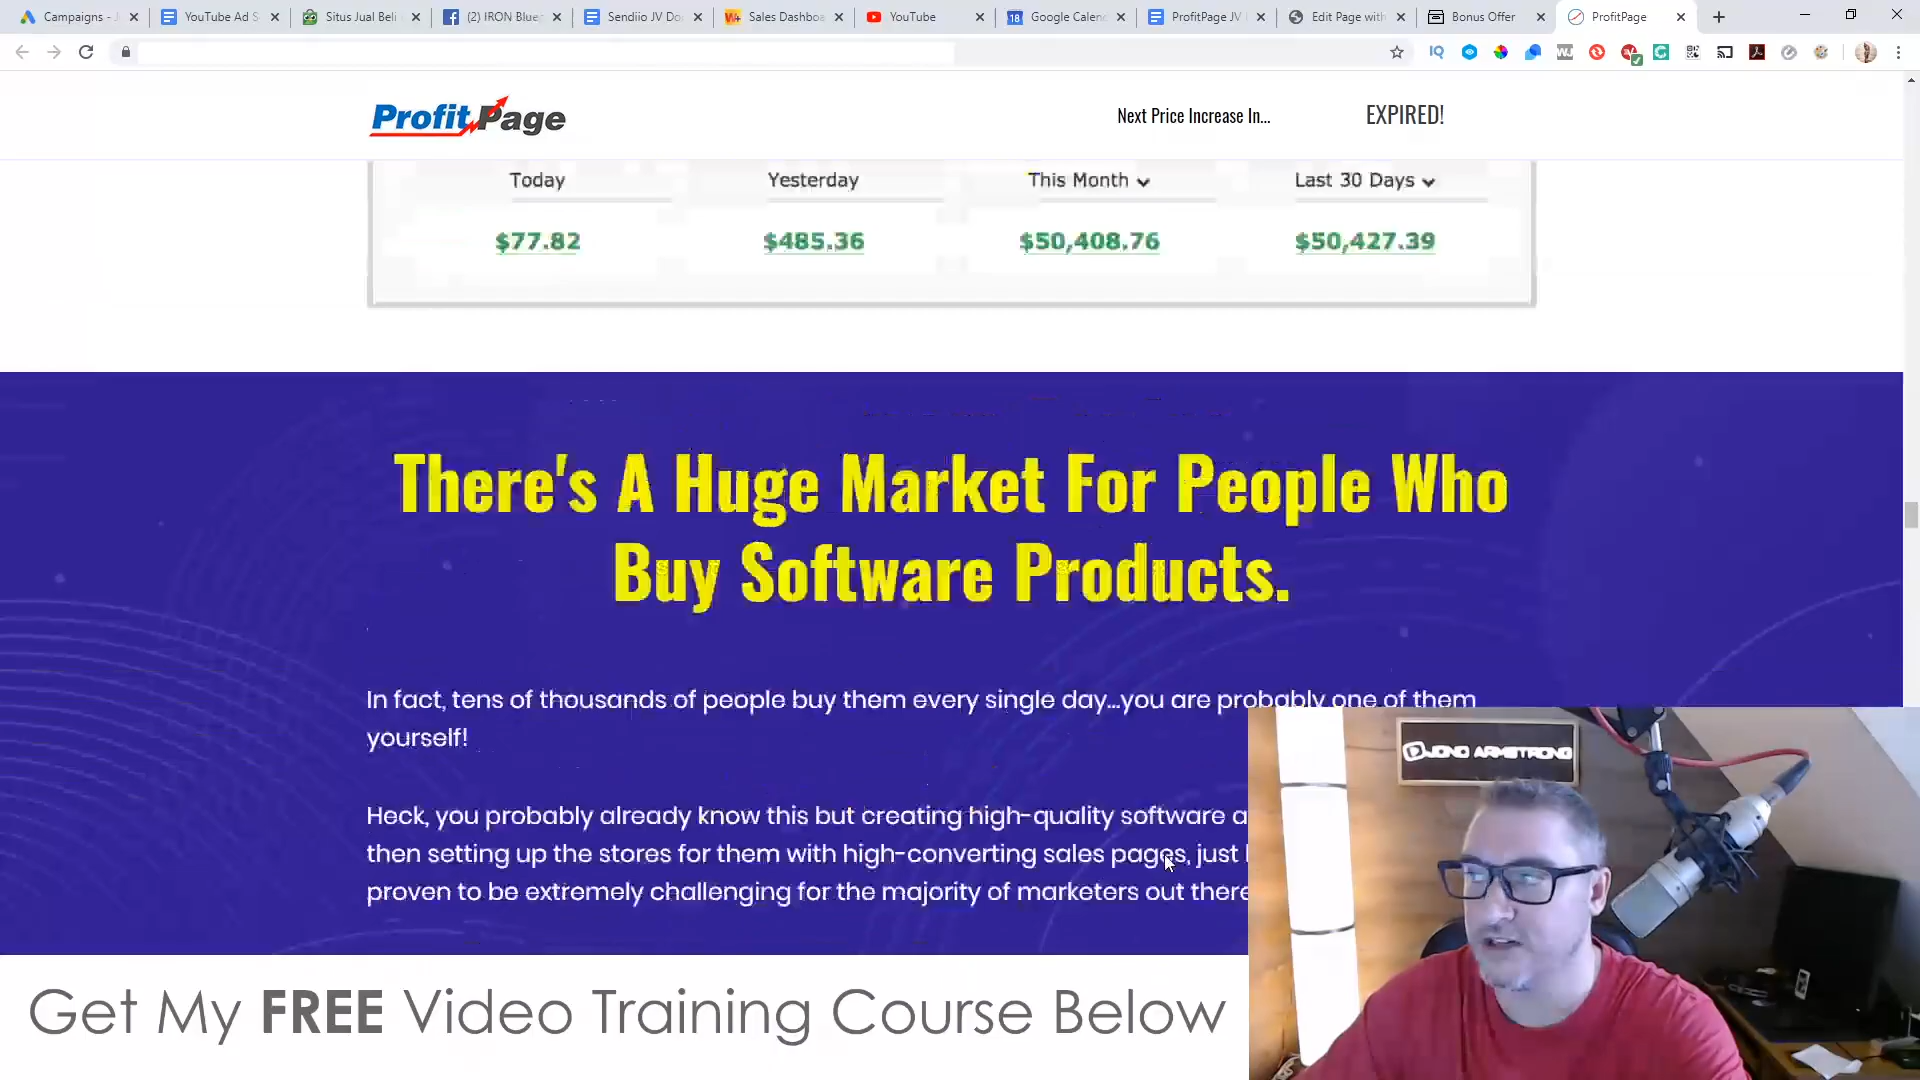 Campaigns - J
YouTube Ad S
Situs Jual Beli
(2) IRON Blue
Sendiio JV Do
Sales Dashboa
YouTube
Google Calen
ProfitPage JV
Edit Page with
Bonus Offer
ProfitPage
ProfitPage
Next Price Increase In...
EXPIRED!
Today
Yesterday
This Month
Last 30 Days
$77.82
$485.36
$50,408.76
$50,427.39
There's A Huge Market For People Who
Buy Software Products.
In fact, tens of thousands of people buy them every single day...you are probably one of them
yourself!
Heck, you probably already know this but creating high-quality software a
then setting up the stores for them with high-converting sales pages, just
proven to be extremely challenging for the majority of marketers out there
JONO ARMSTRONG
Get My FREE Video Training Course Below